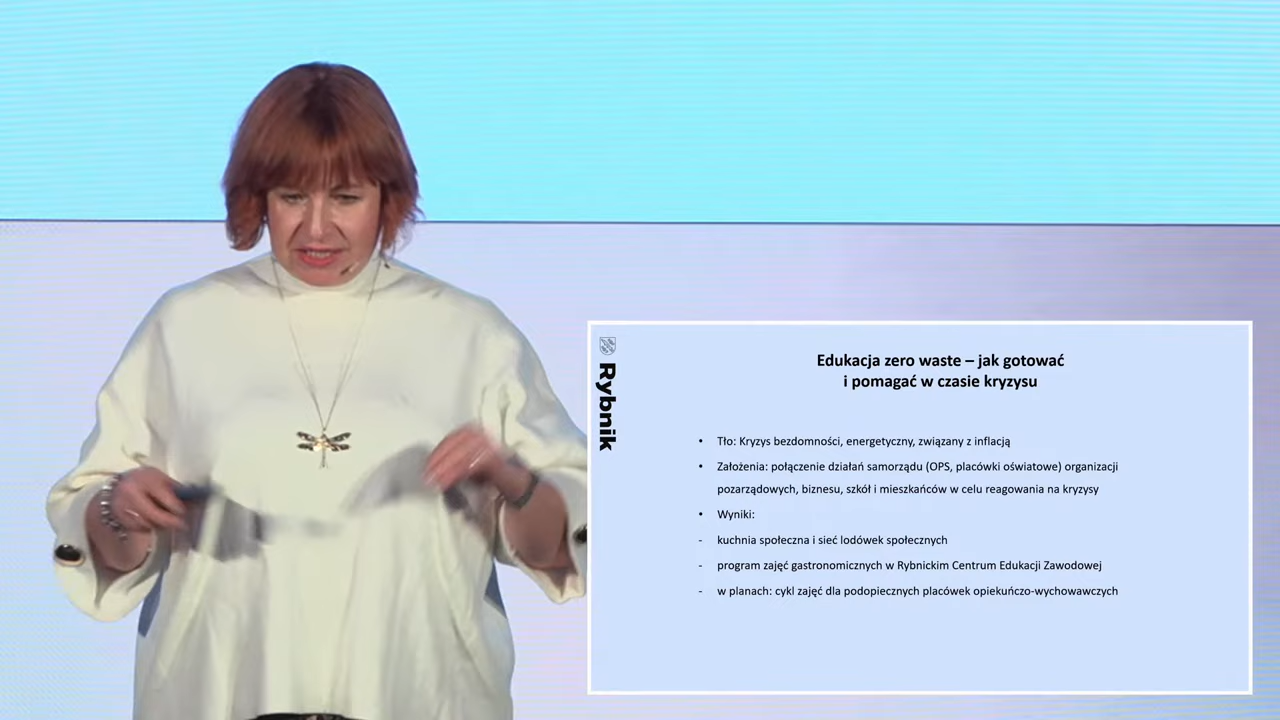 Rybnik
Edukacja zero waste – jak gotować
i pomagać w czasie kryzysu
• Tło: Kryzys bezdomności, energetyczny, związany z inflacją
• Założenia: połączenie działań samorządu (OPS, placówki oświatowe) organizacji
pozarządowych, biznesu, szkół i mieszkańców w celu reagowania na kryzysy
• Wyniki:
- kuchnia społeczna i sieć lodówek społecznych
- program zajęć gastronomicznych w Rybnickim Centrum Edukacji Zawodowej
- w planach: cykl zajęć dla podopiecznych placówek opiekuńczo-wychowawczych